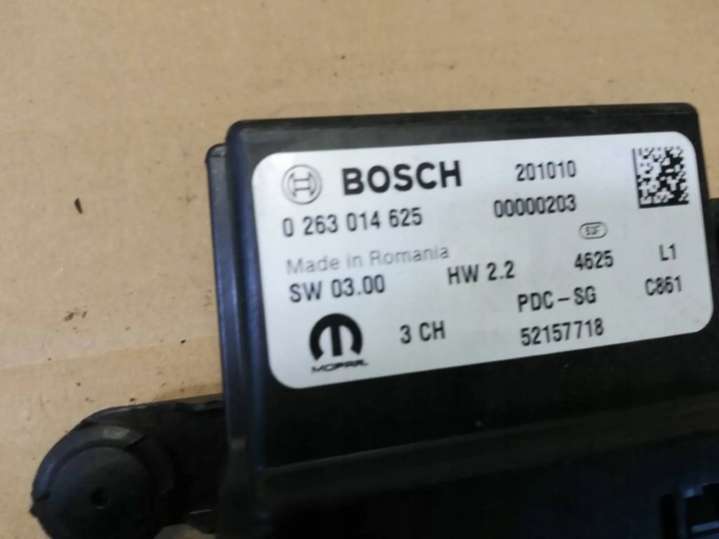 BOSCH 201010
0 263 014 625 00000203
Made in Romania
SW 03.00 HW 2.2 4625 L1
PDC-SG C861
3 CH 52157718
MOPAR